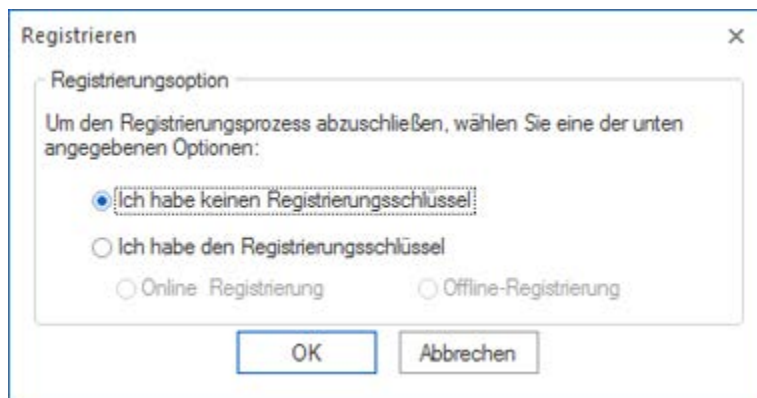 Registrieren
Registrierungsoption
Um den Registrierungsprozess abzuschließen, wählen Sie eine der unten
angegebenen Optionen:
Ich habe keinen Registrierungsschlüssel
Ich habe den Registrierungsschlüssel
Online Registrierung Offline-Registrierung
OK Abbrechen